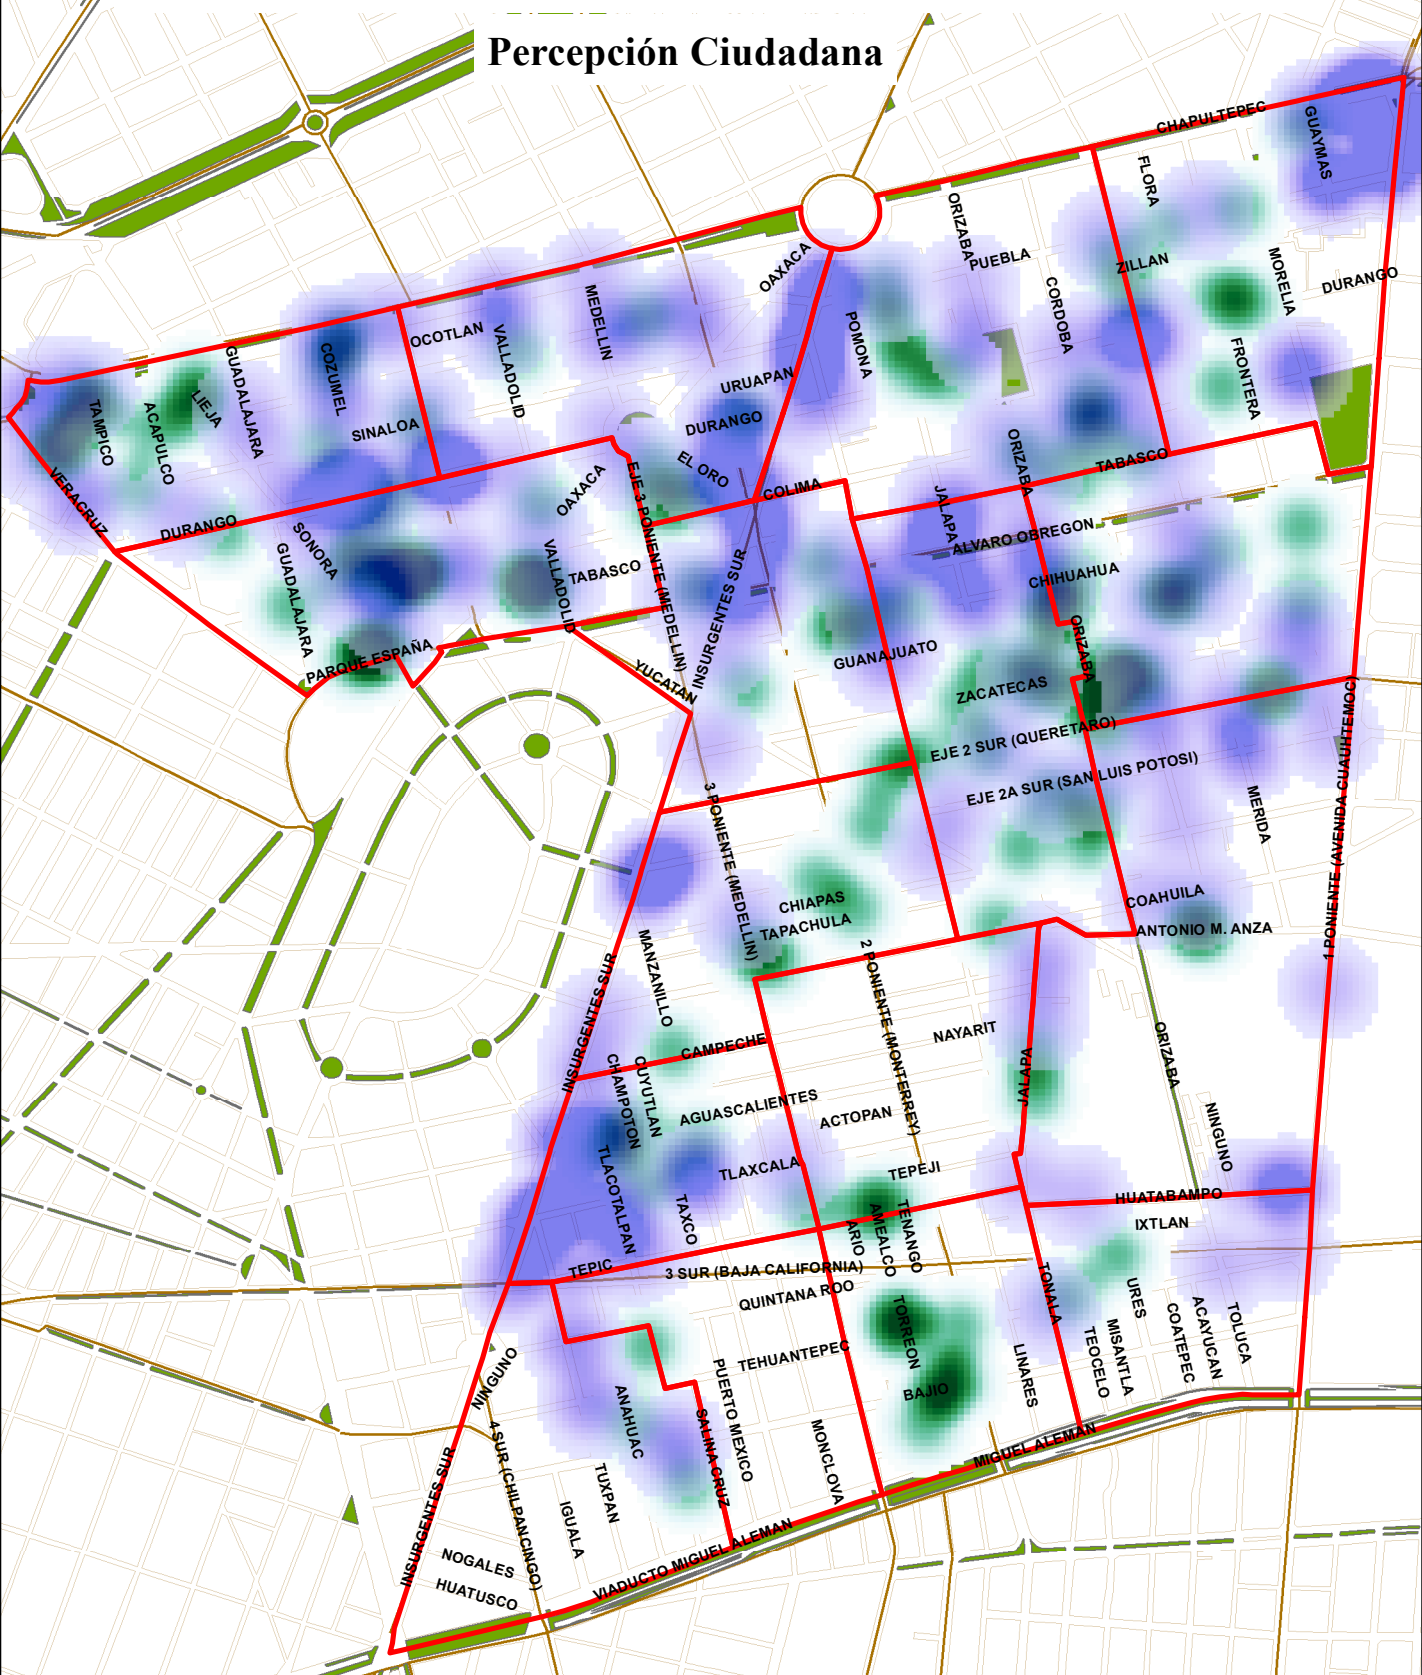 Percepción Ciudadana
CHAPULTEPEC
GUAYMAS
FLORA
ORIZABA
PUEBLA
OAXACA
ZILLAN
MORELIA
DURANGO
CORDOBA
MEDELLIN
OCOTLAN
VALLADOLID
POMONA
COZUMEL
GUADALAJARA
LIEJA
TAMPICO
ACAPULCO
SINALOA
URUAPAN
DURANGO
FRONTERA
VERACRUZ
EL ORO
COLIMA
TABASCO
ORIZABA
OAXACA
JALAPA
DURANGO
SONORA
EJE 3 PONIENTE (MEDELLIN)
ALVARO OBREGON
GUADALAJARA
VALLADOLID
TABASCO
CHIHUAHUA
INSURGENTES SUR
ORIZABA
GUANAJUATO
PARQUE ESPAÑA
YUCATAN
ZACATECAS
EJE 2 SUR (QUERETARO)
EJE 2A SUR (SAN LUIS POTOSI)
1 PONIENTE (AVENIDA CUAUHTEMOC)
3 PONIENTE (MEDELLIN)
MERIDA
CHIAPAS
TAPACHULA
COAHUILA
ANTONIO M. ANZA
MANZANILLO
2 PONIENTE (MONTERREY)
INSURGENTES SUR
NAYARIT
ORIZABA
CAMPECHE
JALAPA
CUYUTLAN
CHAMPOTON
AGUASCALIENTES
ACTOPAN
NINGUNO
TLAXCALA
TEPEJI
TLACOTALPAN
TAXCO
HUATABAMPO
IXTLAN
TENANGO
AMEALCO
ARIO
TEPIC
3 SUR (BAJA CALIFORNIA)
QUINTANA ROO
TONALA
URES
TORREON
ACAYUCAN
COATEPEC
TOLUCA
MISANTLA
TEOCELO
NINGUNO
TEHUANTEPEC
LINARES
PUERTO MEXICO
BAJIO
ANAHUAC
SALINA CRUZ
MONCLOVA
4 SUR (CHILPANCINGO)
MIGUEL ALEMAN
INSURGENTES SUR
TUXPAN
IGUALA
VIADUCTO MIGUEL ALEMAN
NOGALES
HUATUSCO